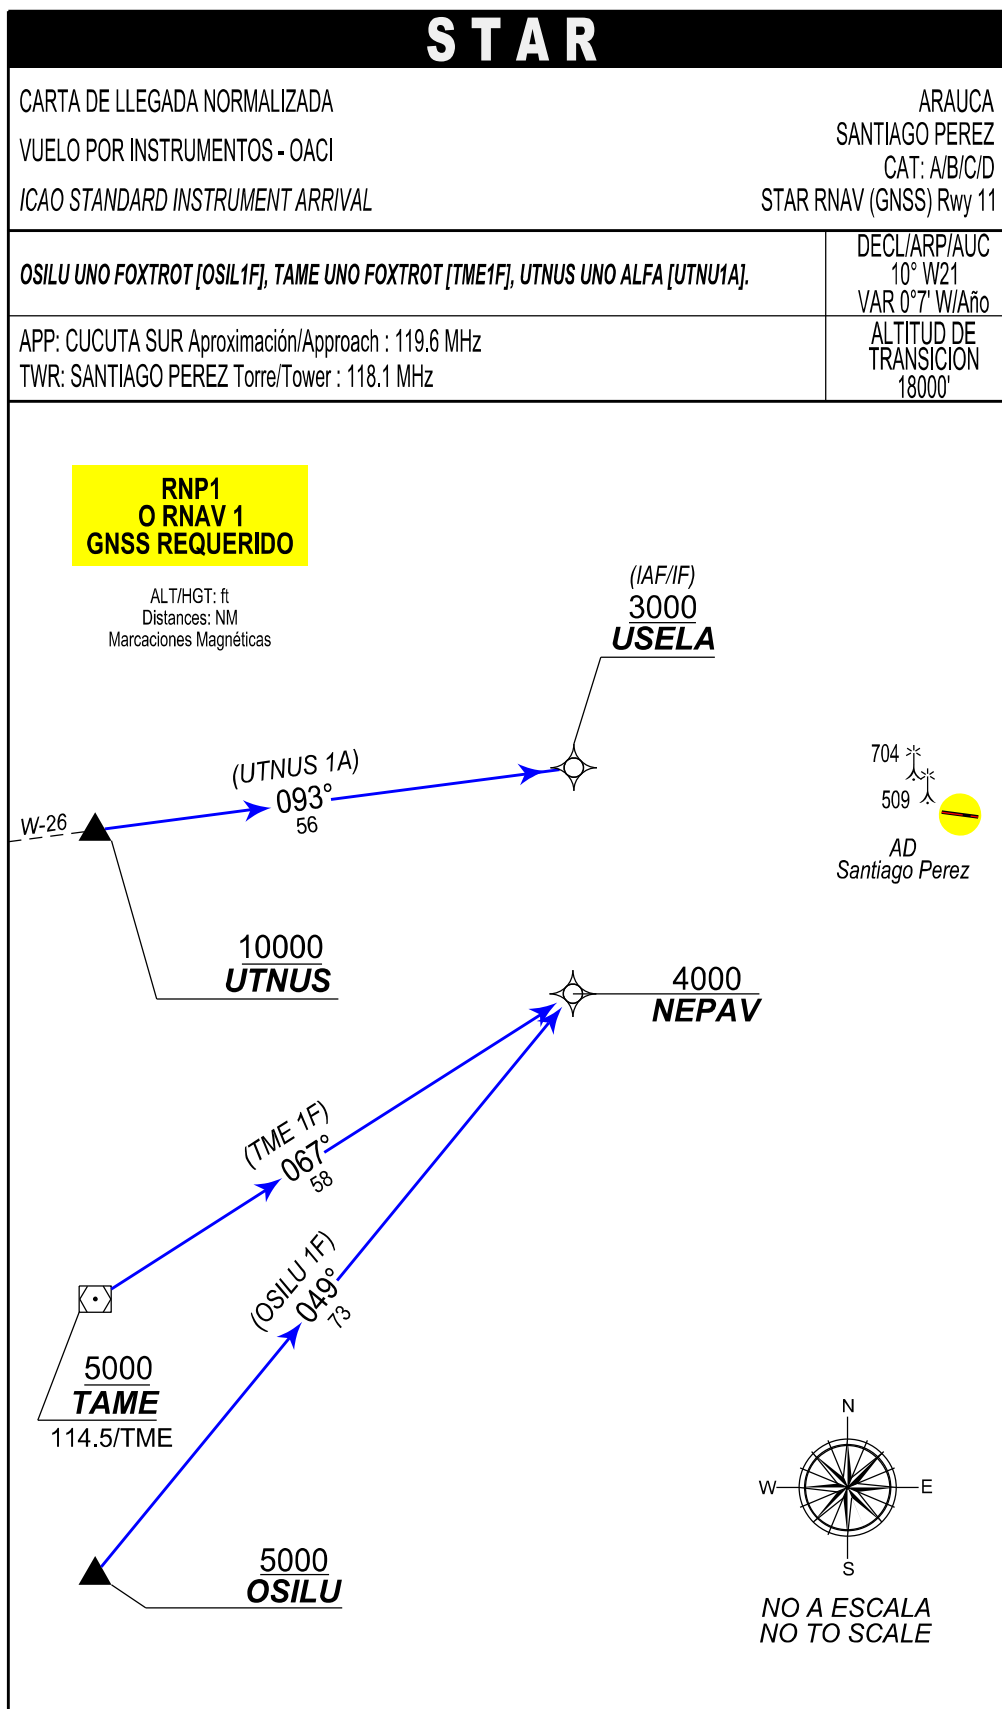 STAR
CARTA DE LLEGADA NORMALIZADA
VUELO POR INSTRUMENTOS - OACI
ICAO STANDARD INSTRUMENT ARRIVAL
ARAUCA
SANTIAGO PEREZ
CAT: A/B/C/D
STAR RNAV (GNSS) Rwy 11
OSILU UNO FOXTROT [OSIL1F], TAME UNO FOXTROT [TME1F], UTNUS UNO ALFA [UTNU1A].
DECL/ARP/AUC
10° W21
VAR 0°7' W/Año
APP: CUCUTA SUR Aproximación/Approach : 119.6 MHz
TWR: SANTIAGO PEREZ Torre/Tower : 118.1 MHz
ALTITUD DE
TRANSICION
18000'
RNP1
O RNAV 1
GNSS REQUERIDO
ALT/HGT: ft
Distances: NM
Marcaciones Magnéticas
(IAF/IF)
3000
USELA
(UTNUS 1A)
093°
56
W-26
704
509
AD
Santiago Perez
10000
UTNUS
4000
NEPAV
(TME 1F)
067°
58
(OSILU 1F)
049°
73
5000
TAME
114.5/TME
5000
OSILU
N
W
E
S
NO A ESCALA
NO TO SCALE